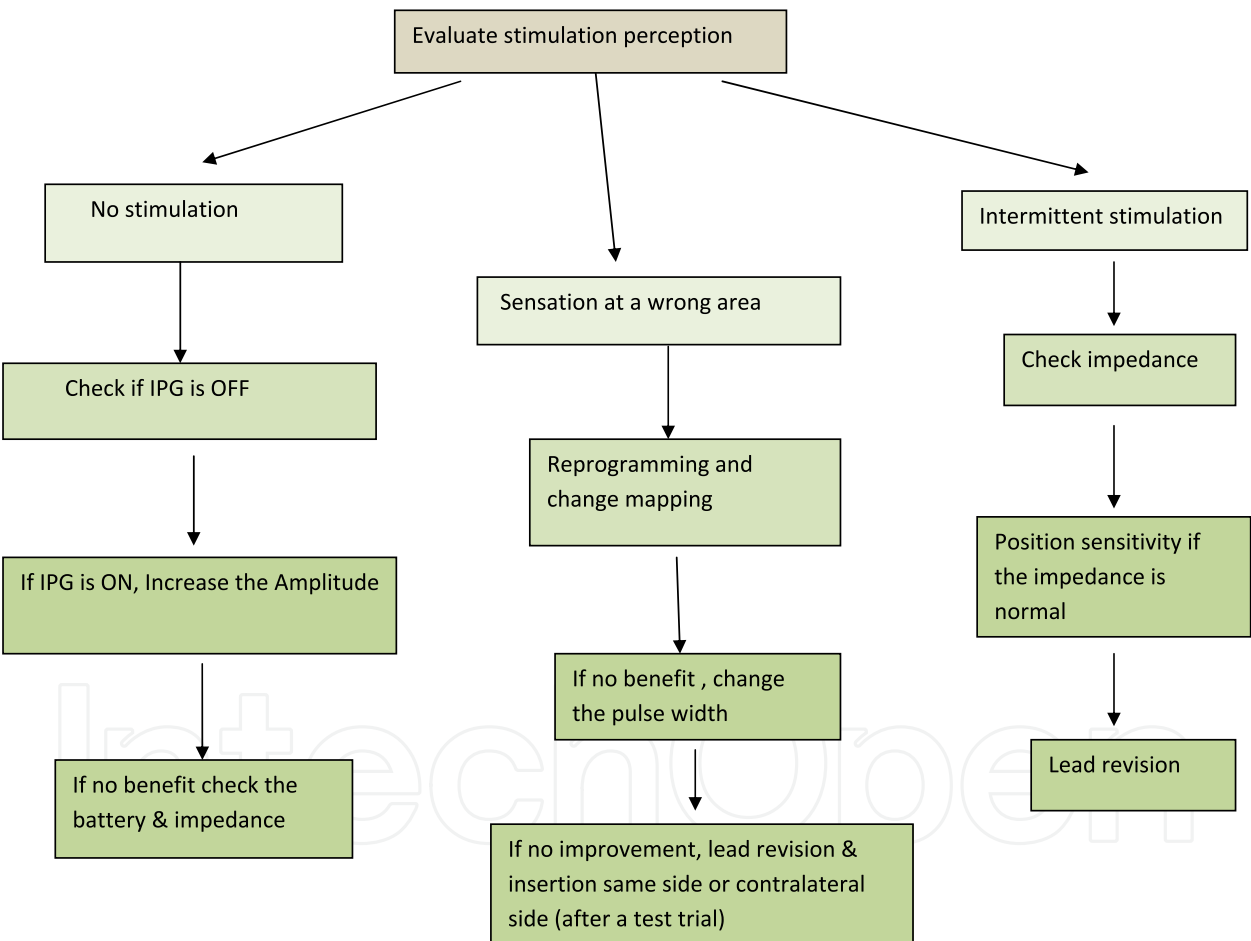 Evaluate stimulation perception
No stimulation
Check if IPG is OFF
If IPG is ON, Increase the Amplitude
If no benefit check the
battery & impedance
Sensation at a wrong area
Reprogramming and
change mapping
If no benefit , change
the pulse width
If no improvement, lead revision &
insertion same side or contralateral
side (after a test trial)
Intermittent stimulation
Check impedance
Position sensitivity if
the impedance is
normal
Lead revision
IntechOpen